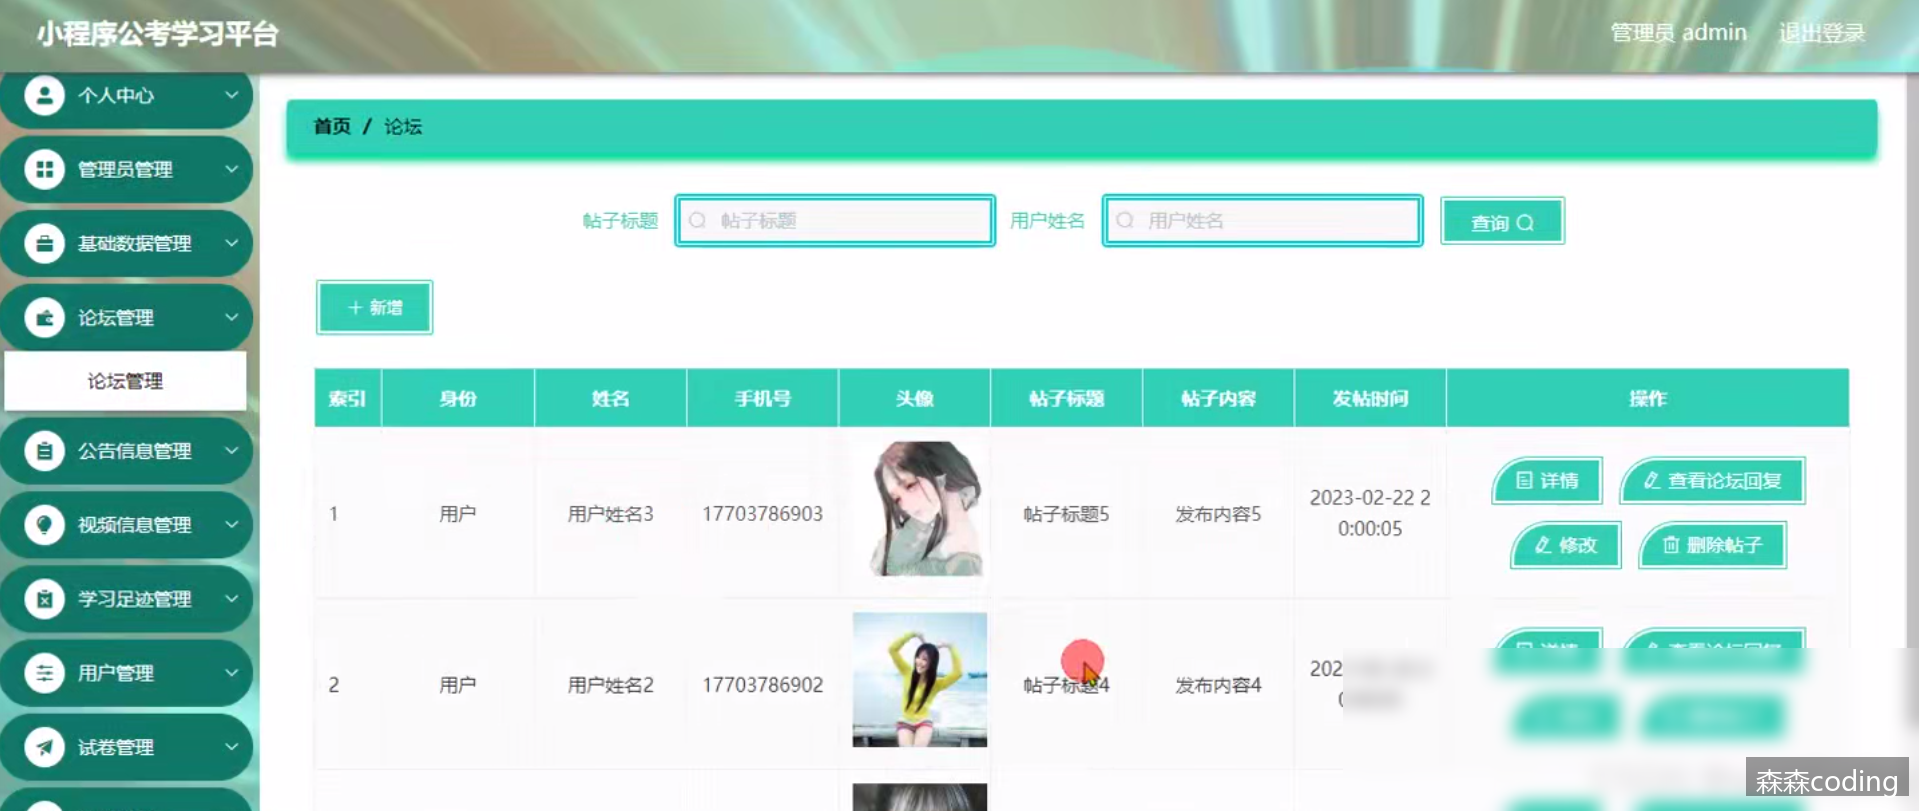 小程序公考学习平台
管理员 admin 退出登录
个人中心
管理员管理
基础数据管理
论坛管理
论坛管理
公告信息管理
视频信息管理
学习足迹管理
用户管理
试卷管理
首页 / 论坛
帖子标题 帖子标题 用户姓名 用户姓名 查询
+ 新增
索引 身份 姓名 手机号 头像 帖子标题 帖子内容 发帖时间 操作
1 用户 用户姓名3 17703786903 帖子标题5 发布内容5 2023-02-22 2
0:00:05
详情 查看论坛回复
修改 删除帖子
2 用户 用户姓名2 17703786902 帖子标题4 发布内容4 202
森森coding